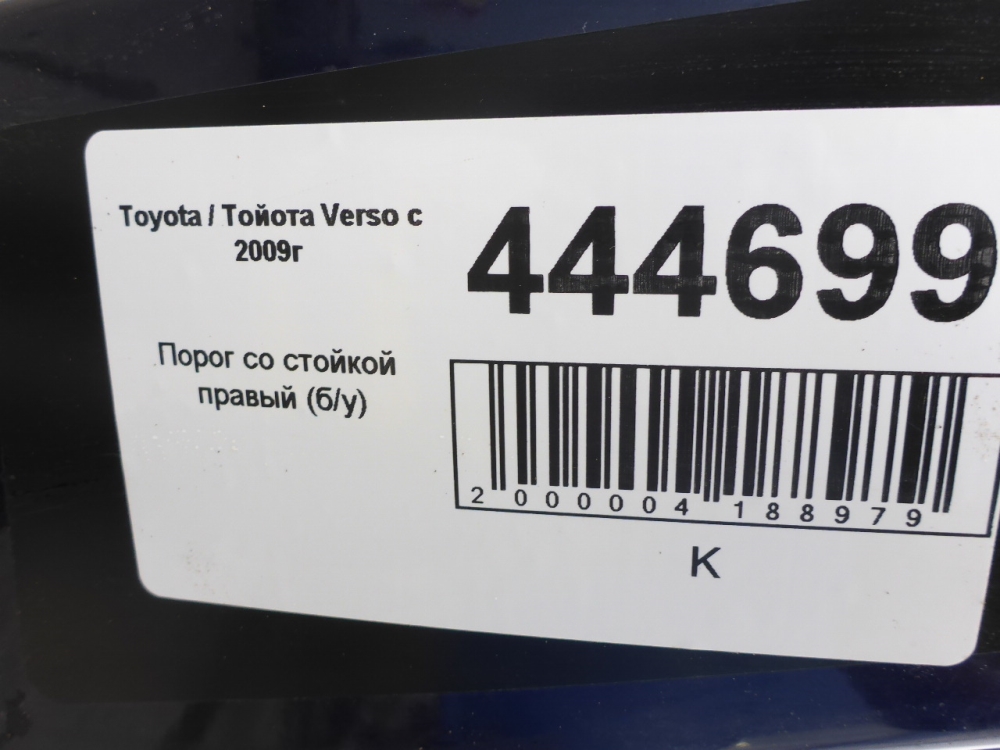 Toyota / Тойота Verso с
2009г
444699
Порог со стойкой
правый (б/у)
2 000004 188979
K